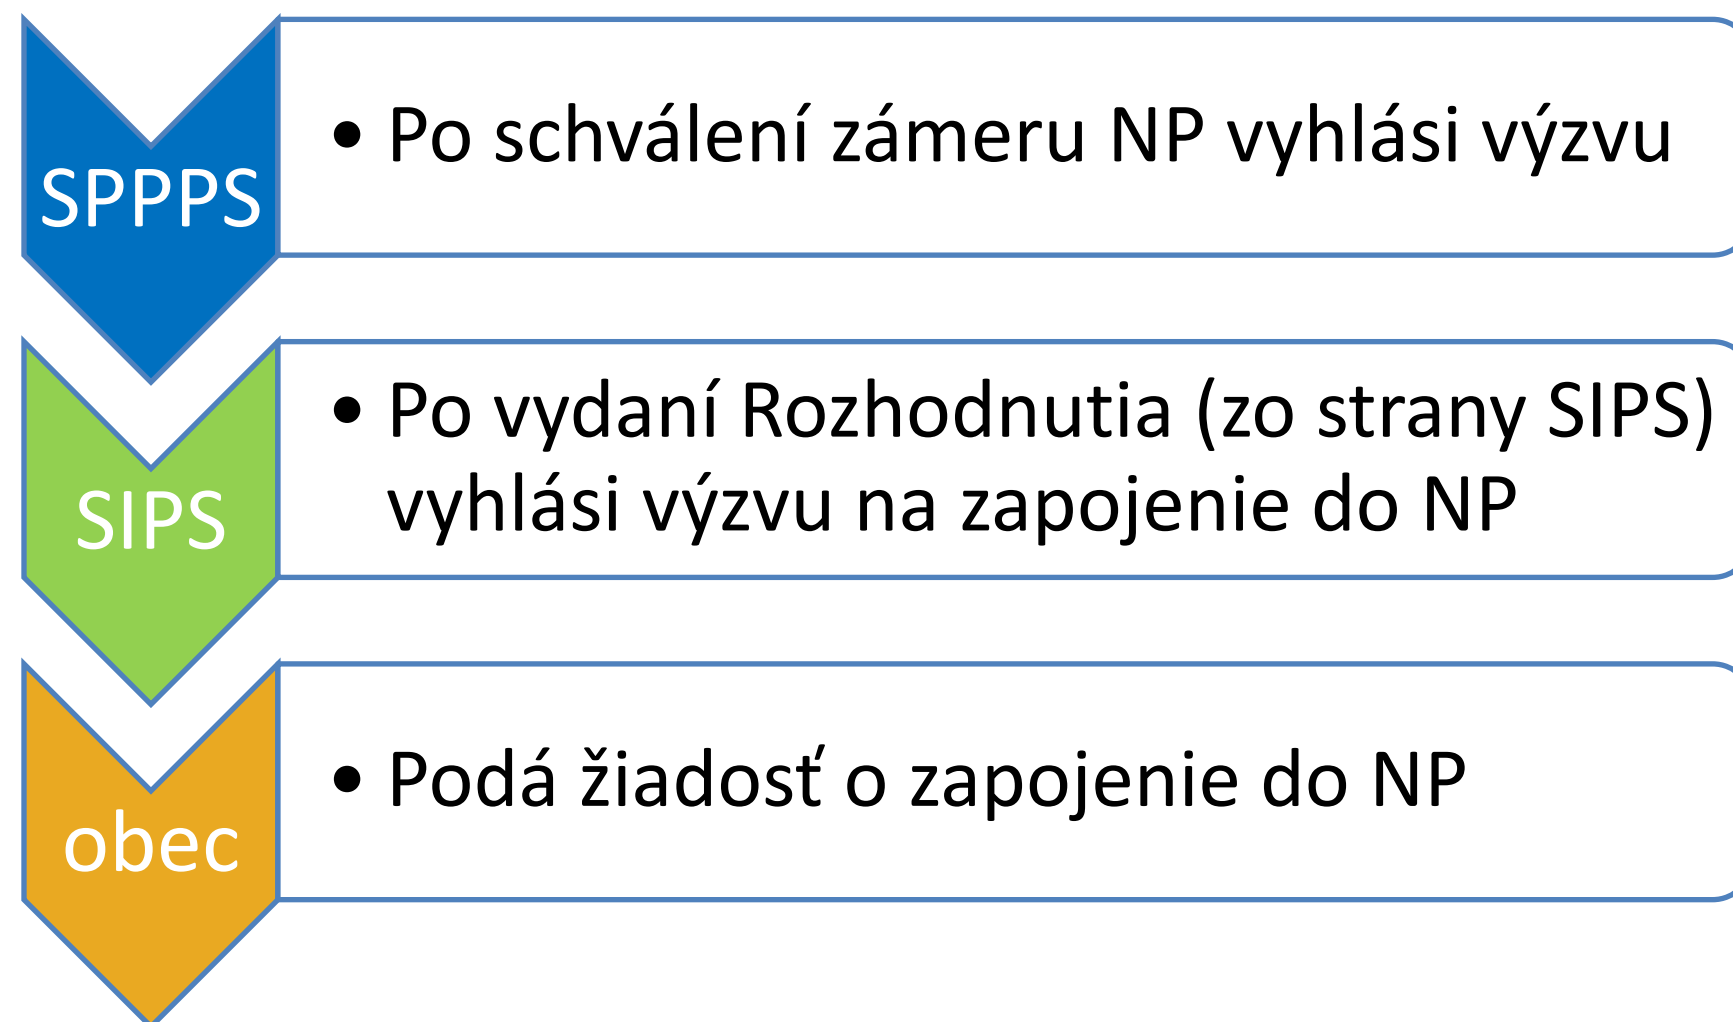 SPPPS
• Po schválení zámeru NP vyhlási výzvu
SIPS
• Po vydaní Rozhodnutia (zo strany SIPS)
vyhlási výzvu na zapojenie do NP
obec
• Podá žiadosť o zapojenie do NP